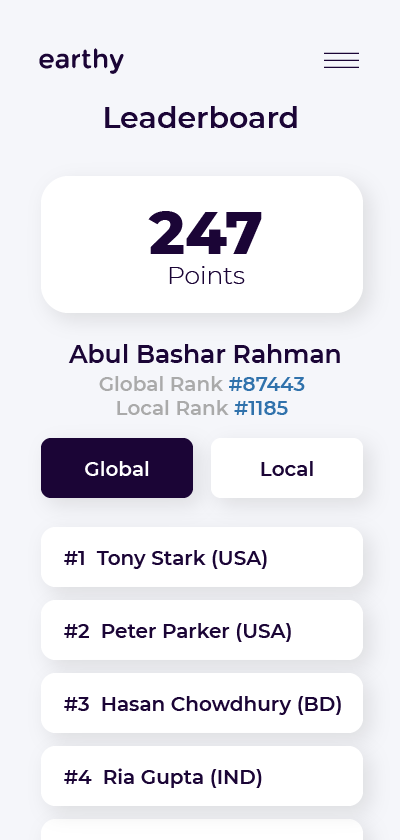 earthy
Leaderboard
247
Points
Abul Bashar Rahman
Global Rank #87443
Local Rank #1185
Global Local
#1 Tony Stark (USA)
#2 Peter Parker (USA)
#3 Hasan Chowdhury (BD)
#4 Ria Gupta (IND)